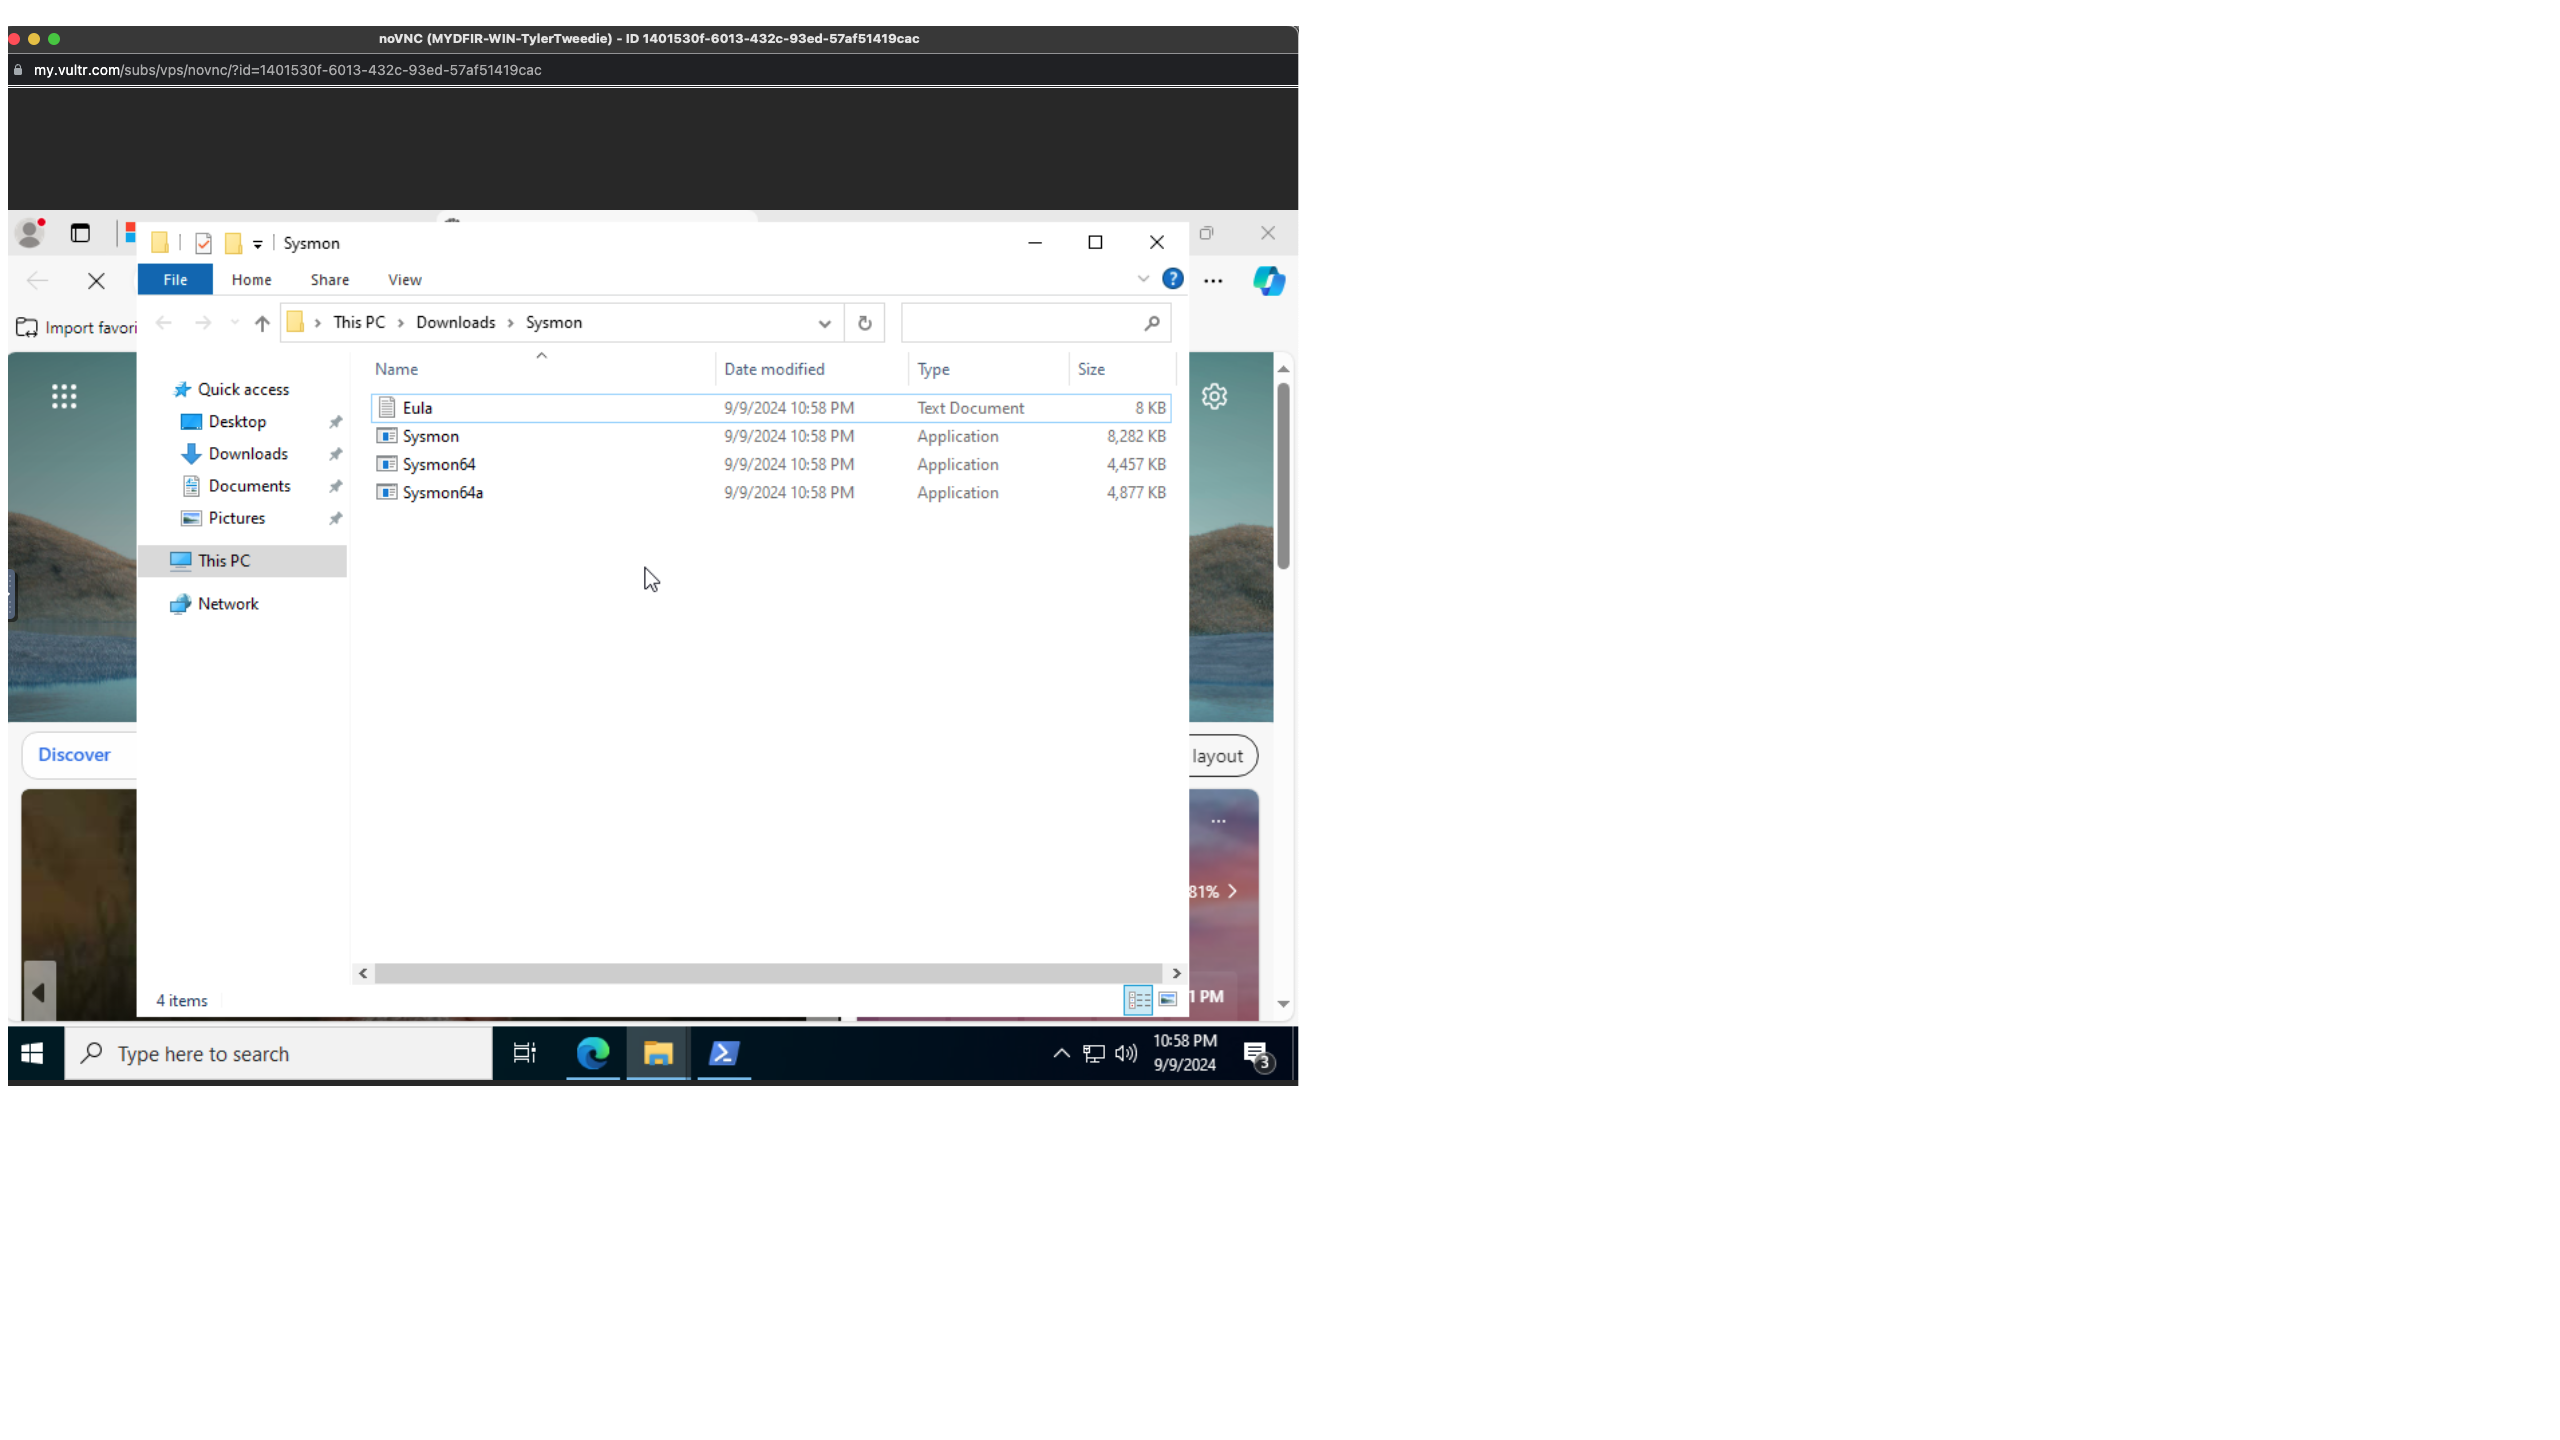 noVNC (MYDFIR-WIN-TylerTweedie) - ID 1401530f-6013-432c-93ed-57af51419cac
my.vultr.com/subs/vps/novnc/?id=1401530f-6013-432c-93ed-57af51419cac
Sysmon
File Home Share View
Import favori
This PC > Downloads > Sysmon
Name Date modified Type Size
Quick access
Desktop
Downloads
Documents
Pictures
This PC
Network
Eula 9/9/2024 10:58 PM Text Document 8 KB
Sysmon 9/9/2024 10:58 PM Application 8,282 KB
Sysmon64 9/9/2024 10:58 PM Application 4,457 KB
Sysmon64a 9/9/2024 10:58 PM Application 4,877 KB
Discover
layout
81% >
1 PM
4 items
Type here to search
10:58 PM
9/9/2024
3